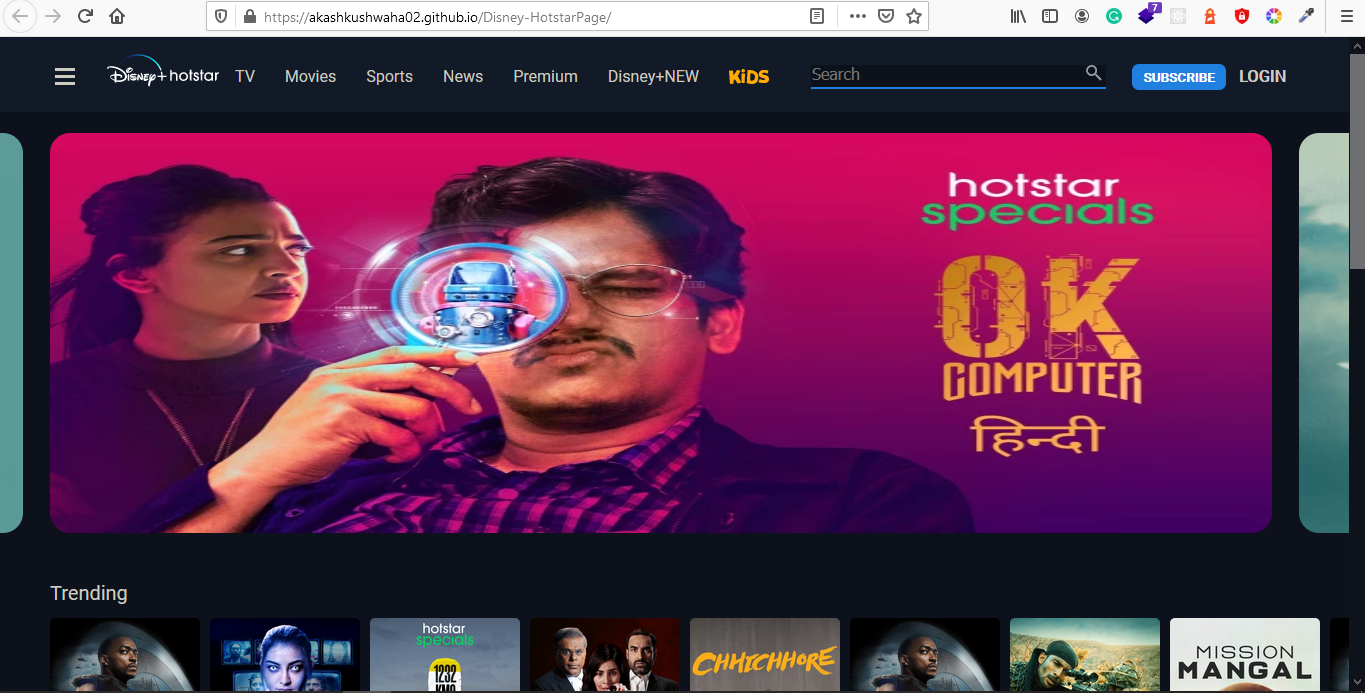 https://akashkushwaha02.github.io/Disney-HotstarPage/
7
Disney+ hotstar TV Movies Sports News Premium Disney+NEW KiDS Search SUBSCRIBE LOGIN
hotstar
specials
OK
COMPUTER
हिन्दी
Trending
hotstar
specials
1232
KMS
CHHICHHORE
MISSION
MANGAL